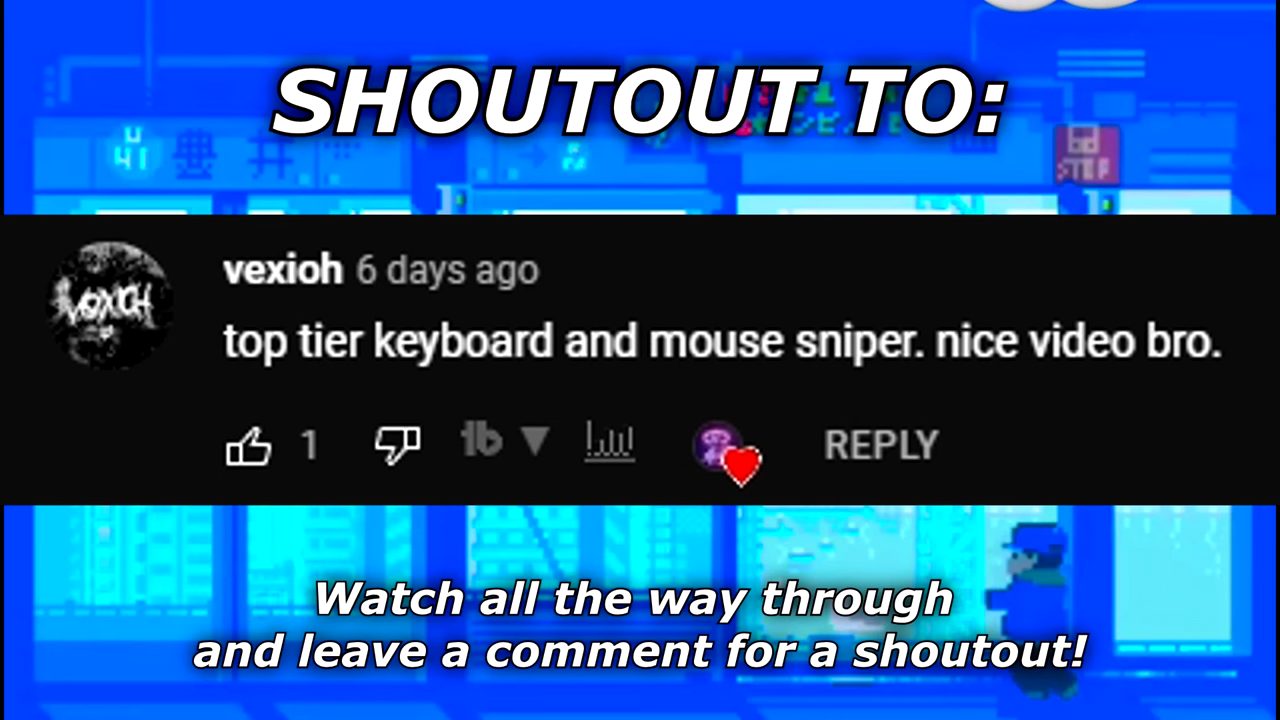 SHOUTOUT TO:
vexioh 6 days ago
top tier keyboard and mouse sniper. nice video bro.
1
REPLY
Watch all the way through
and leave a comment for a shoutout!